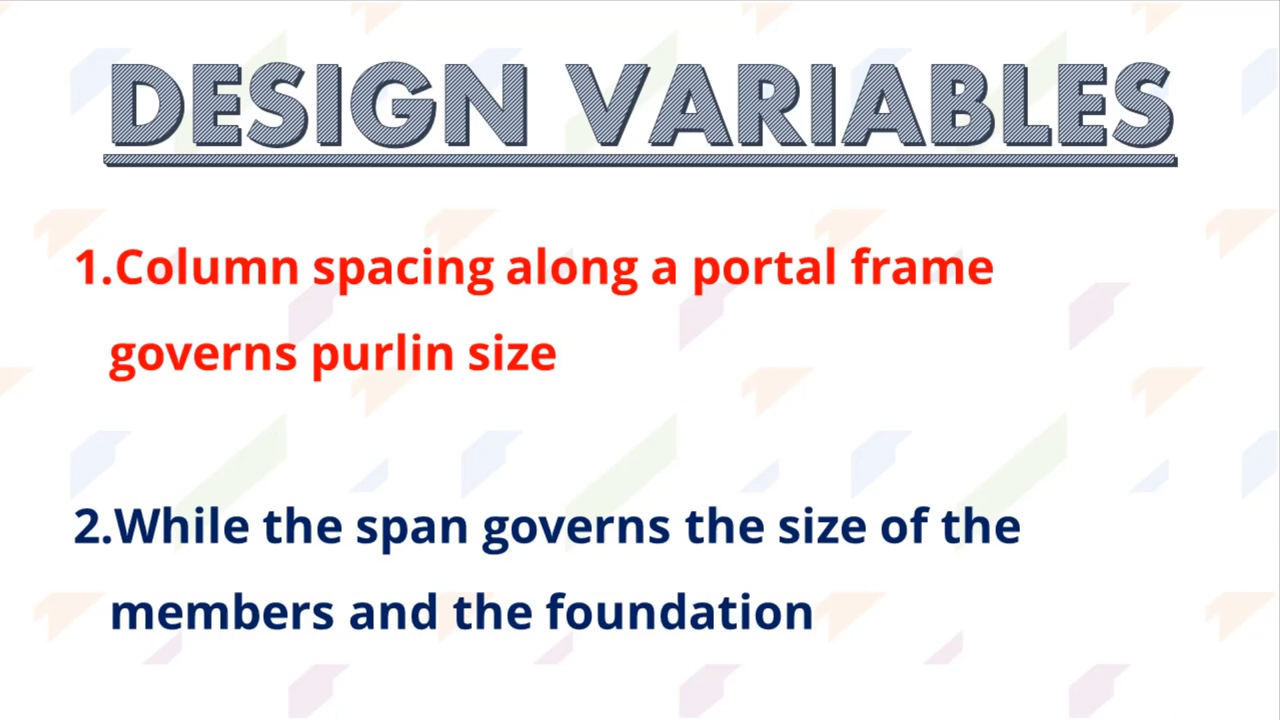 DESIGN VARIABLES
1.Column spacing along a portal frame
governs purlin size
2.While the span governs the size of the
members and the foundation